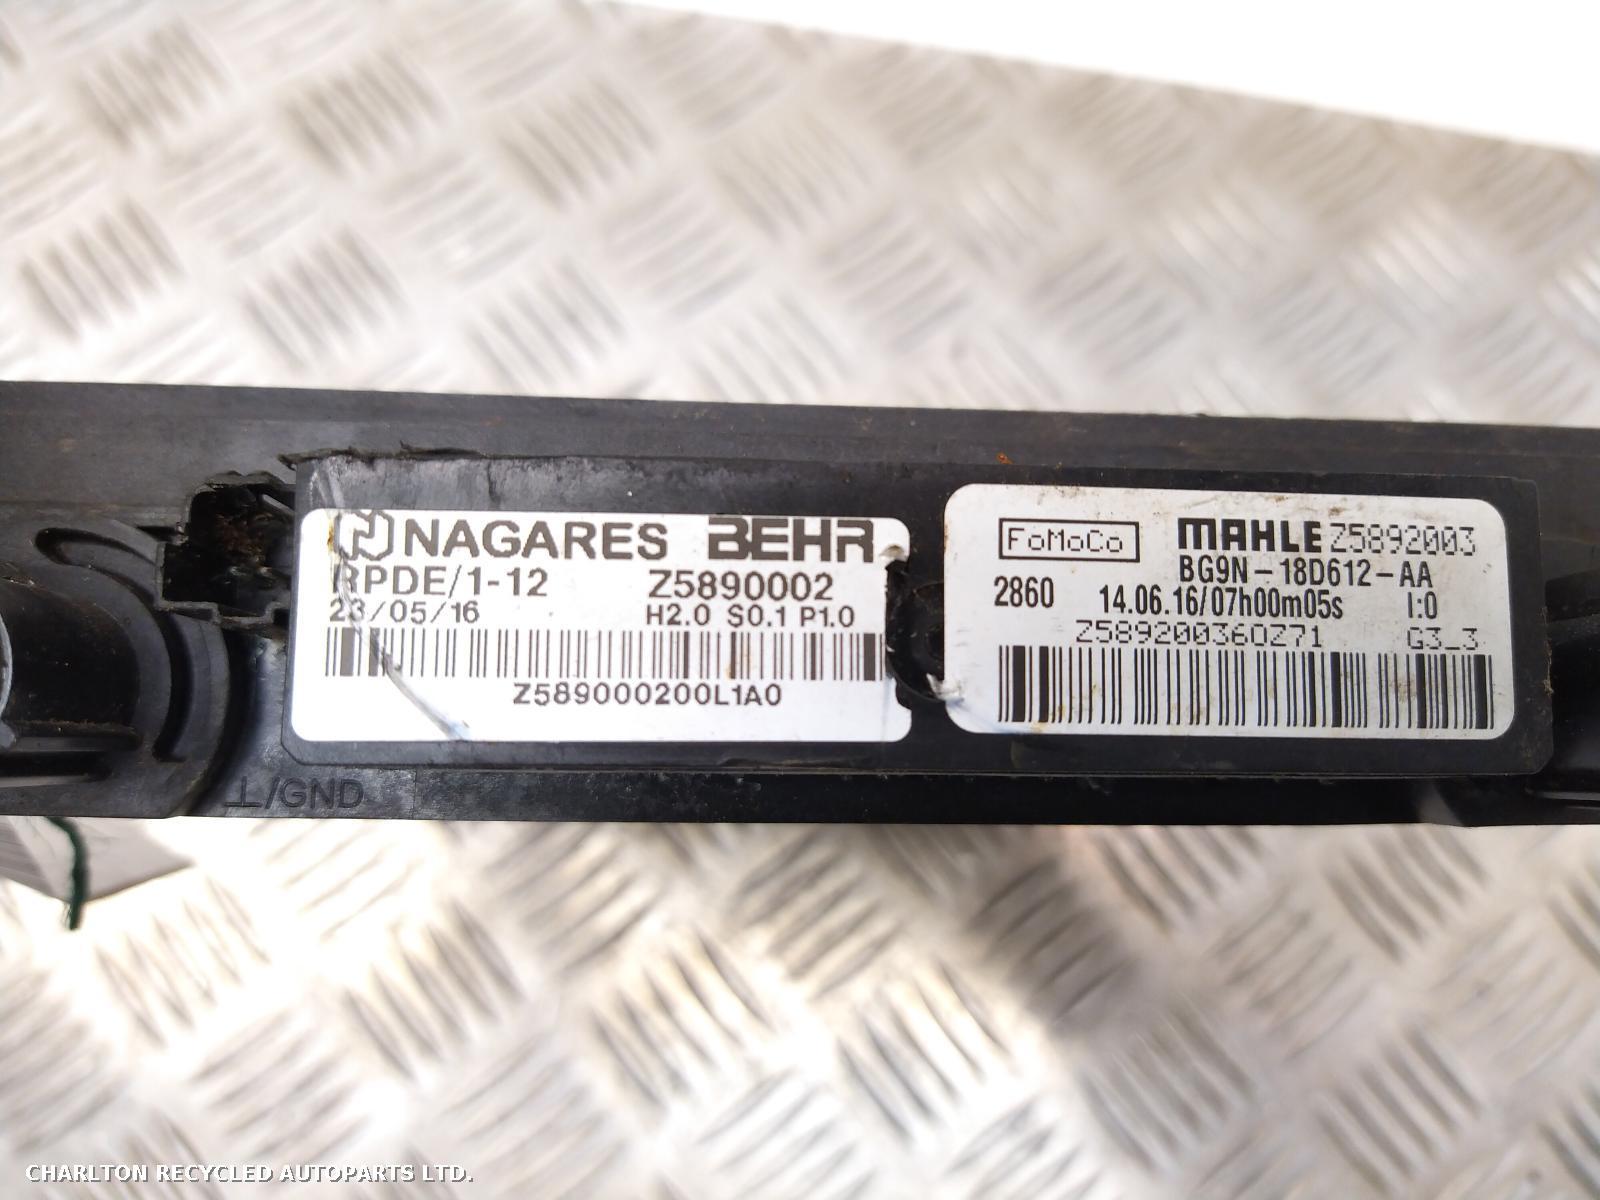 NAGARES BEHR
RPDE/1-12 Z5890002
23/05/16 H2.0 S0.1 P1.0
Z589000200L1A0
FoMoCo MAHLE Z5892003
BG9N-18D612-AA
2860 14.06.16/07h00m05s I:0
Z589200360Z71 G3_3
⊥/GND
CHARLTON RECYCLED AUTOPARTS LTD.